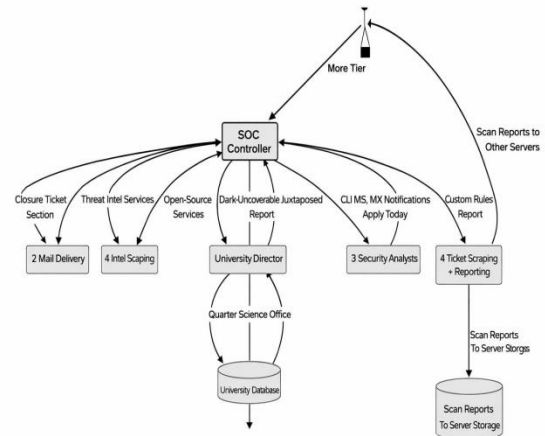 More Tier
SOC
Controller
Scan Reports to
Other Servers
Closure Ticket
Section
Threat Intel Services
Open-Source
Services
Dark-Uncoverable Juxtaposed
Report
CLI MS, MX Notifications
Apply Today
Custom Rules
Report
2 Mail Delivery
4 Intel Scaping
University Director
3 Security Analysts
4 Ticket Scraping
+ Reporting
Quarter Science Office
Scan Reports
To Server Storgss
University Database
Scan Reports
To Server Storage